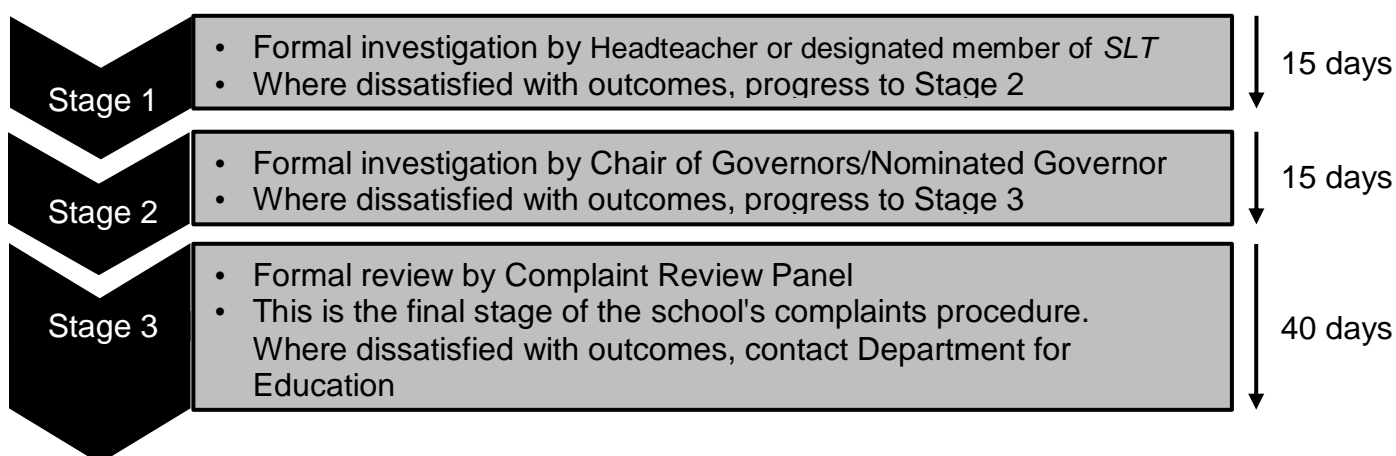 Stage 1
• Formal investigation by Headteacher or designated member of SLT
• Where dissatisfied with outcomes, progress to Stage 2
15 days
Stage 2
• Formal investigation by Chair of Governors/Nominated Governor
• Where dissatisfied with outcomes, progress to Stage 3
15 days
Stage 3
• Formal review by Complaint Review Panel
• This is the final stage of the school's complaints procedure.
Where dissatisfied with outcomes, contact Department for
Education
40 days